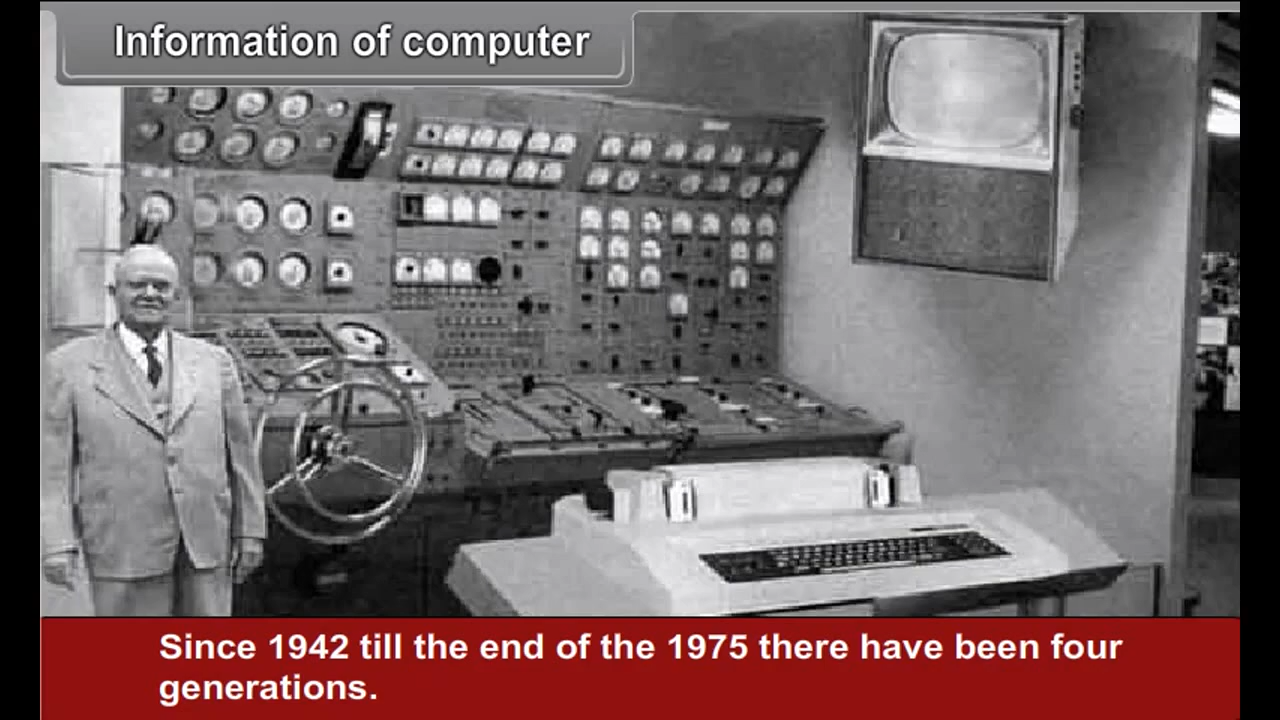 Information of computer
Since 1942 till the end of the 1975 there have been four
generations.